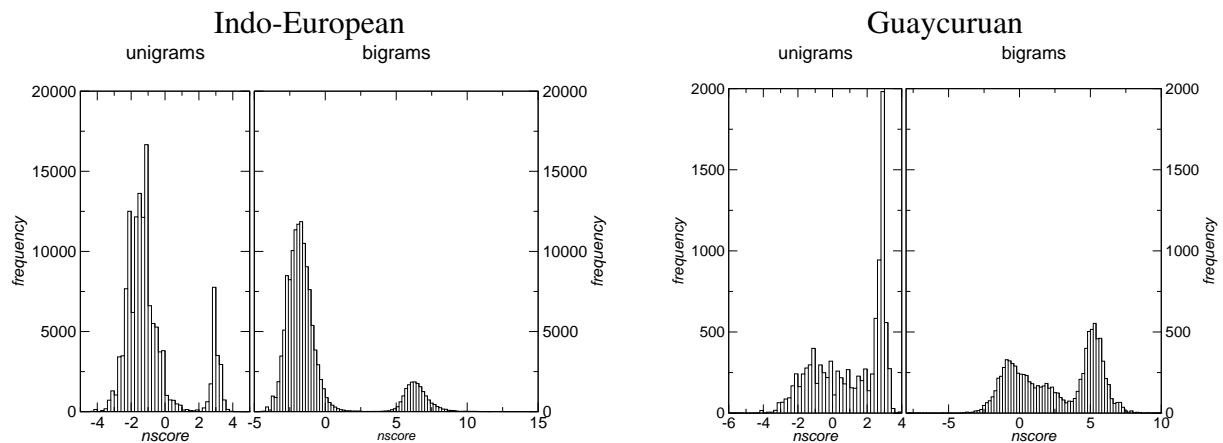 Indo-European Guaycuruan
unigrams bigrams unigrams bigrams
20000 20000 2000 2000
15000 15000 1500 1500
10000 10000 1000 1000
5000 5000 500 500
0 0 0 0
frequency frequency frequency frequency
-4 -2 0 2 4 -5 0 5 10 15 -6 -4 -2 0 2 4 -5 0 5 10
nscore nscore nscore nscore